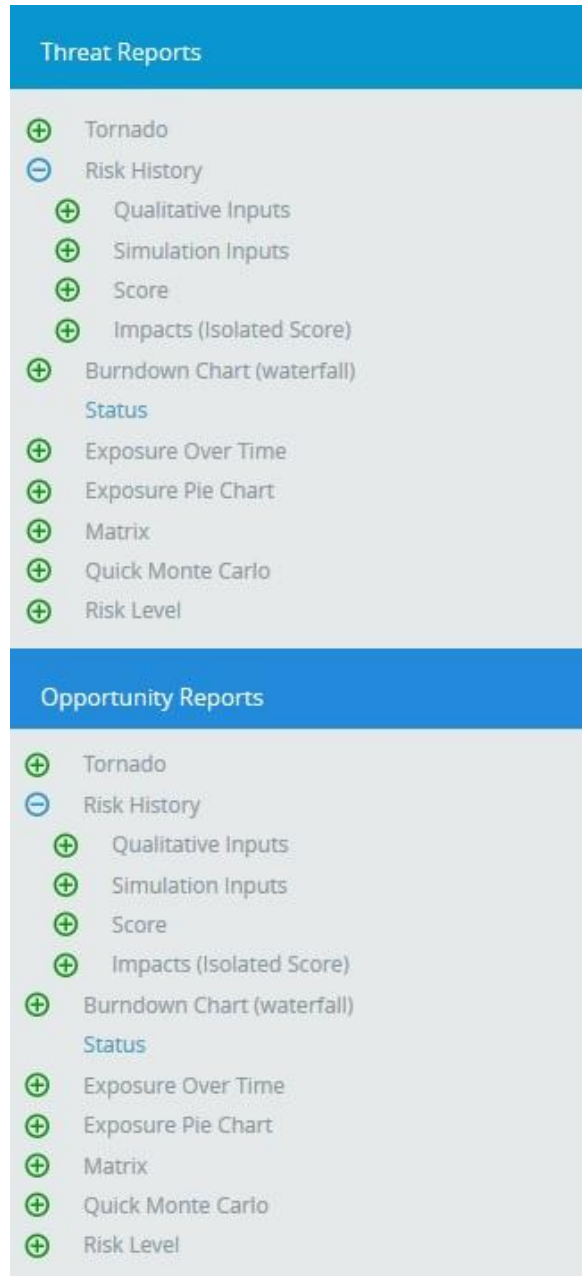 Threat Reports
Tornado
Risk History
Qualitative Inputs
Simulation Inputs
Score
Impacts (Isolated Score)
Burndown Chart (waterfall)
Status
Exposure Over Time
Exposure Pie Chart
Matrix
Quick Monte Carlo
Risk Level
Opportunity Reports
Tornado
Risk History
Qualitative Inputs
Simulation Inputs
Score
Impacts (Isolated Score)
Burndown Chart (waterfall)
Status
Exposure Over Time
Exposure Pie Chart
Matrix
Quick Monte Carlo
Risk Level